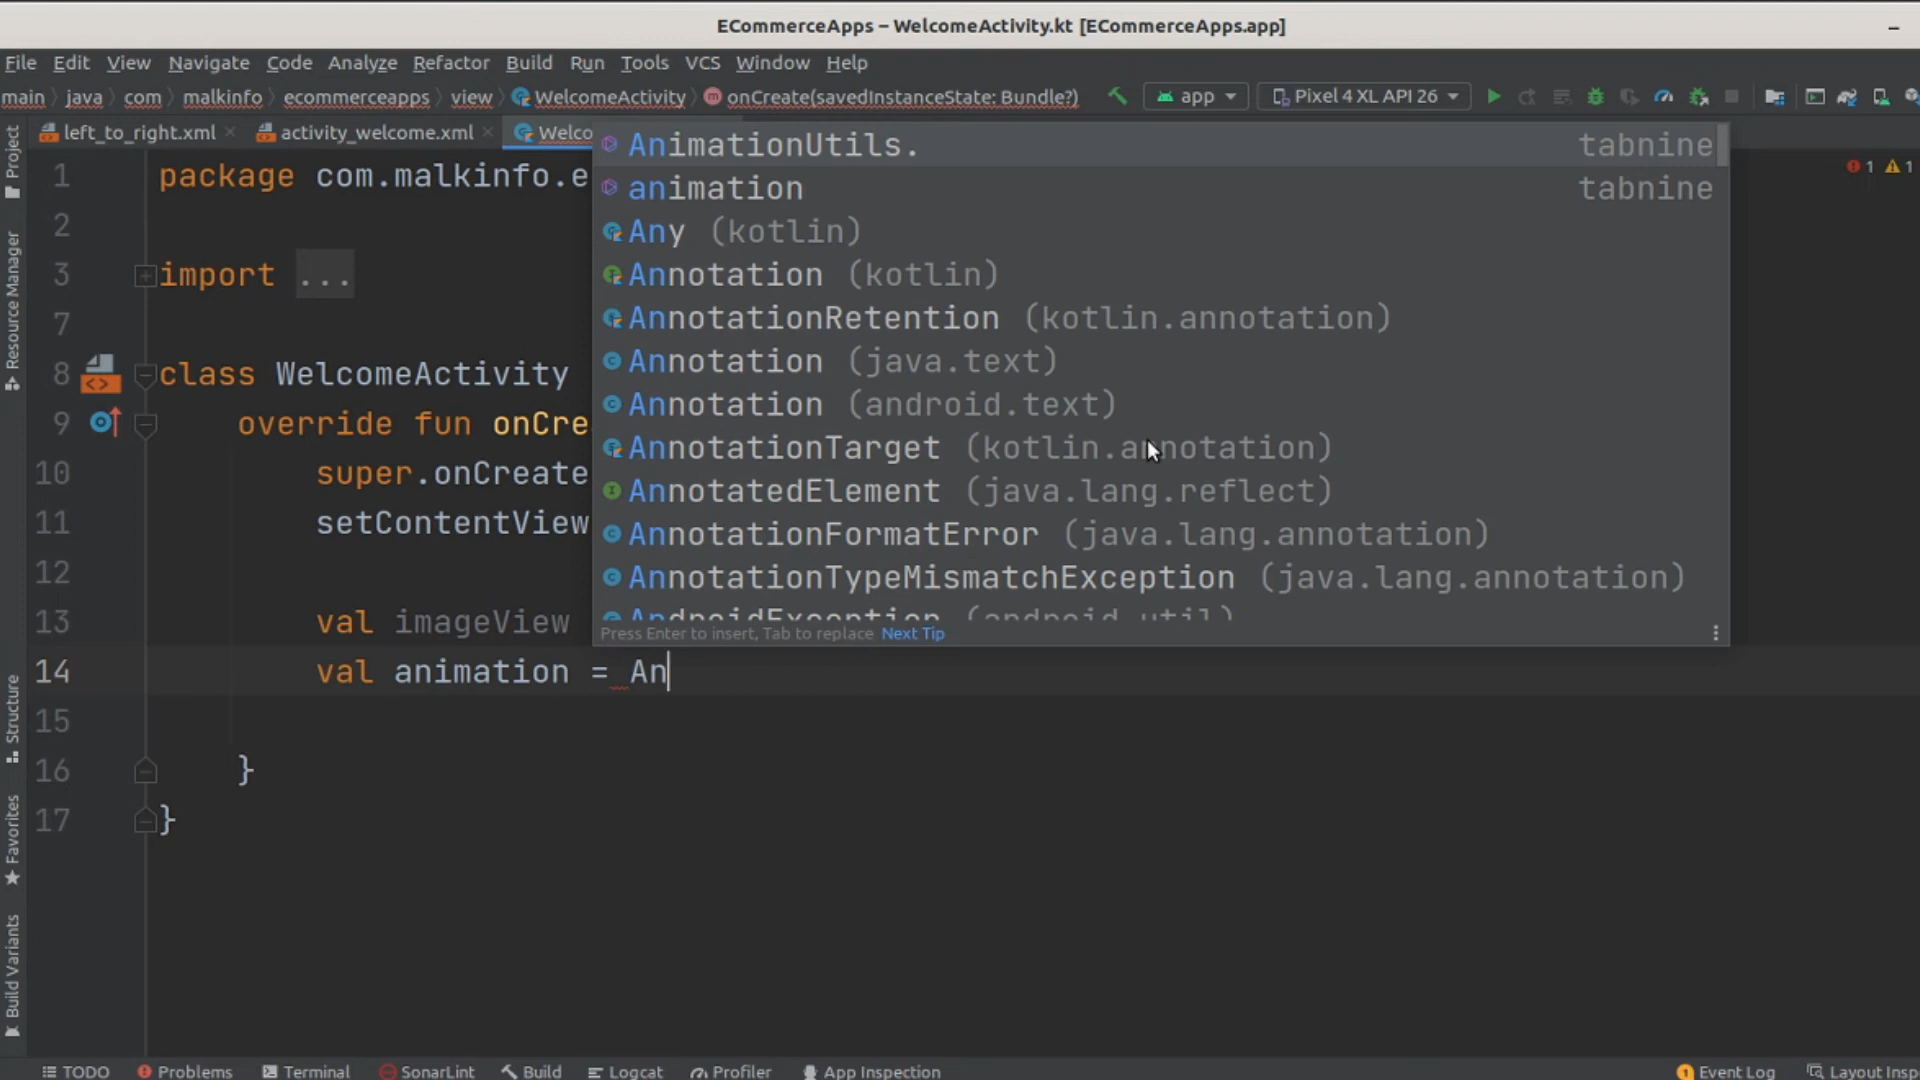 ECommerceApps – WelcomeActivity.kt [ECommerceApps.app]
File Edit View Navigate Code Analyze Refactor Build Run Tools VCS Window Help
main java com malkinfo ecommerceapps view WelcomeActivity onCreate(savedInstanceState: Bundle?) app Pixel 4 XL API 26
left_to_right.xml activity_welcome.xml Welco
AnimationUtils. tabnine
animation tabnine
Any (kotlin)
Annotation (kotlin)
AnnotationRetention (kotlin.annotation)
Annotation (java.text)
Annotation (android.text)
AnnotationTarget (kotlin.annotation)
AnnotatedElement (java.lang.reflect)
AnnotationFormatError (java.lang.annotation)
AnnotationTypeMismatchException (java.lang.annotation)
AndroidException (android.util)
Press Enter to insert, Tab to replace Next Tip
1 package com.malkinfo.e
2
3 import ...
7
8 class WelcomeActivity
9 override fun onCre
10 super.onCreate
11 setContentView
12
13 val imageView
14 val animation = An
15
16 }
17 }
1 1
Project
Resource Manager
Structure
Favorites
Build Variants
TODO Problems Terminal SonarLint Build Logcat Profiler App Inspection 1 Event Log Layout Insp